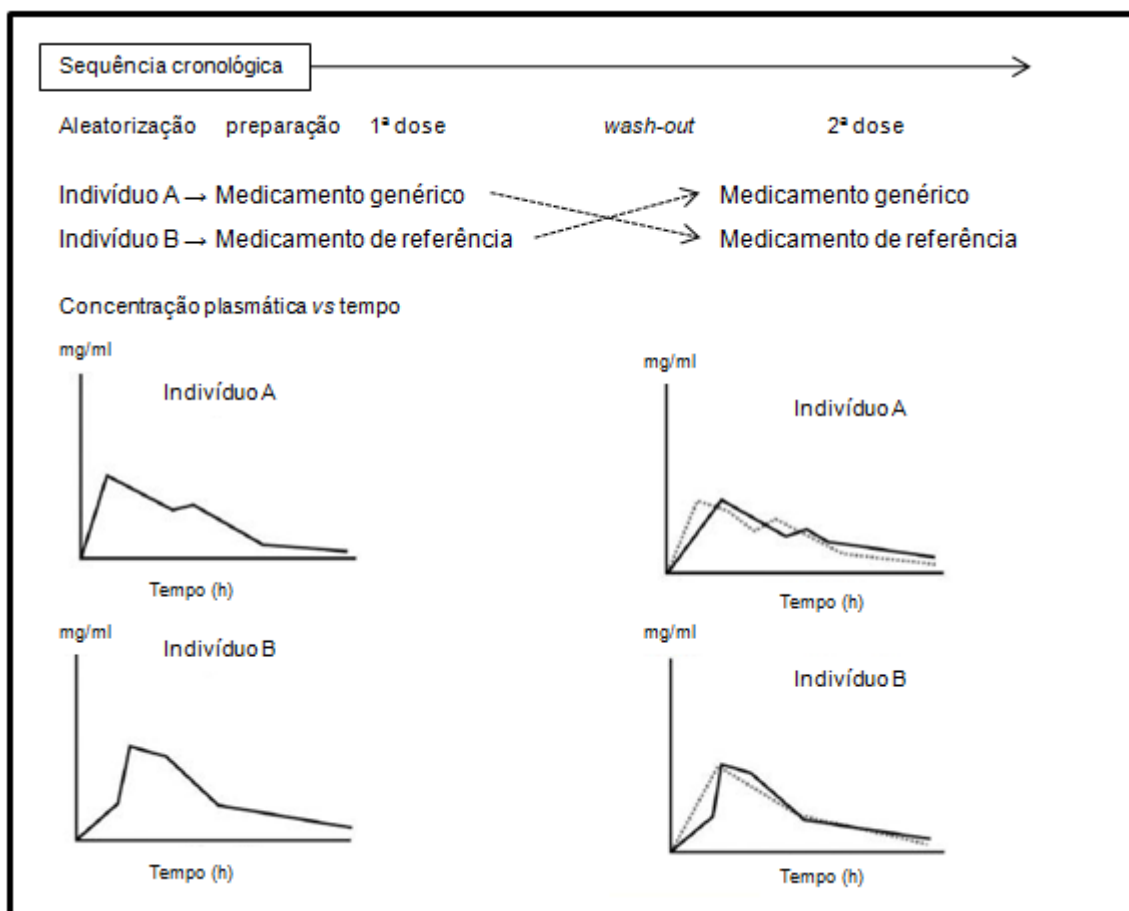 Sequência cronológica
Aleatorização preparação 1ª dose wash-out 2ª dose
Indivíduo A → Medicamento genérico Medicamento genérico
Indivíduo B → Medicamento de referência Medicamento de referência
Concentração plasmática vs tempo
mg/ml
Indivíduo A
Tempo (h)
mg/ml
Indivíduo A
Tempo (h)
mg/ml
Indivíduo B
Tempo (h)
mg/ml
Indivíduo B
Tempo (h)